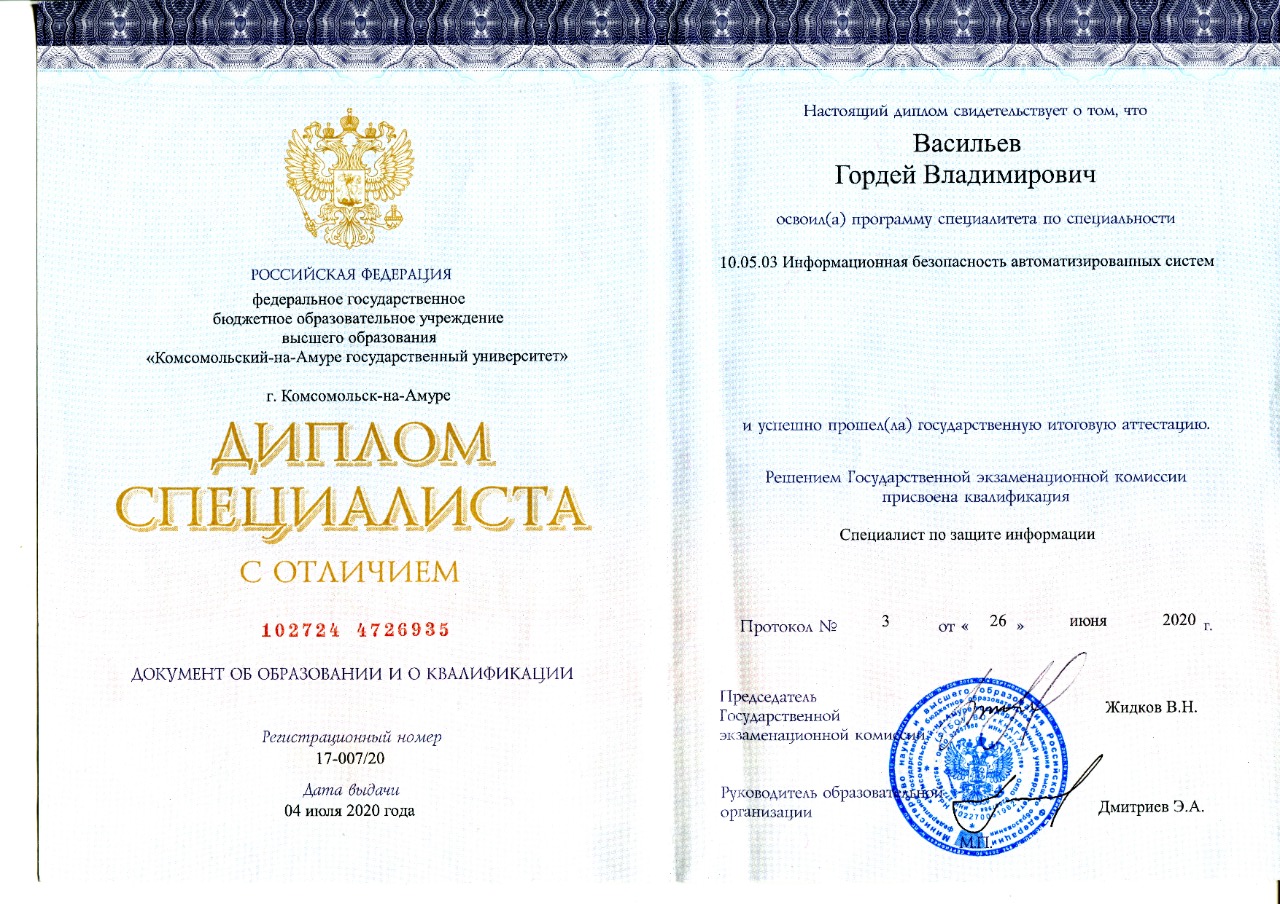 РОССИЙСКАЯ ФЕДЕРАЦИЯ
федеральное государственное
бюджетное образовательное учреждение
высшего образования
«Комсомольский-на-Амуре государственный университет»
г. Комсомольск-на-Амуре
ДИПЛОМ
СПЕЦИАЛИСТА
С ОТЛИЧИЕМ
102724 4726935
ДОКУМЕНТ ОБ ОБРАЗОВАНИИ И О КВАЛИФИКАЦИИ
Регистрационный номер
17-007/20
Дата выдачи
04 июля 2020 года
Настоящий диплом свидетельствует о том, что
Васильев
Гордей Владимирович
освоил(а) программу специалитета по специальности
10.05.03 Информационная безопасность автоматизированных систем
и успешно прошел(ла) государственную итоговую аттестацию.
Решением Государственной экзаменационной комиссии
присвоена квалификация
Специалист по защите информации
Протокол № 3 от « 26 » июня 2020 г.
Председатель
Государственной
экзаменационной комиссии
Жидков В.Н.
Руководитель образовательной
организации
Дмитриев Э.А.
М.П.